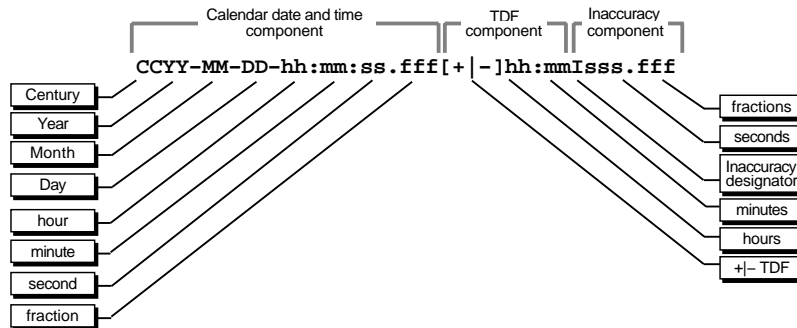 Calendar date and time
component
TDF
component
Inaccuracy
component
CCYY-MM-DD-hh:mm:ss.fff[+|-]hh:mmIsss.fff
Century
Year
Month
Day
hour
minute
second
fraction
fractions
seconds
Inaccuracy
designator
minutes
hours
+|– TDF